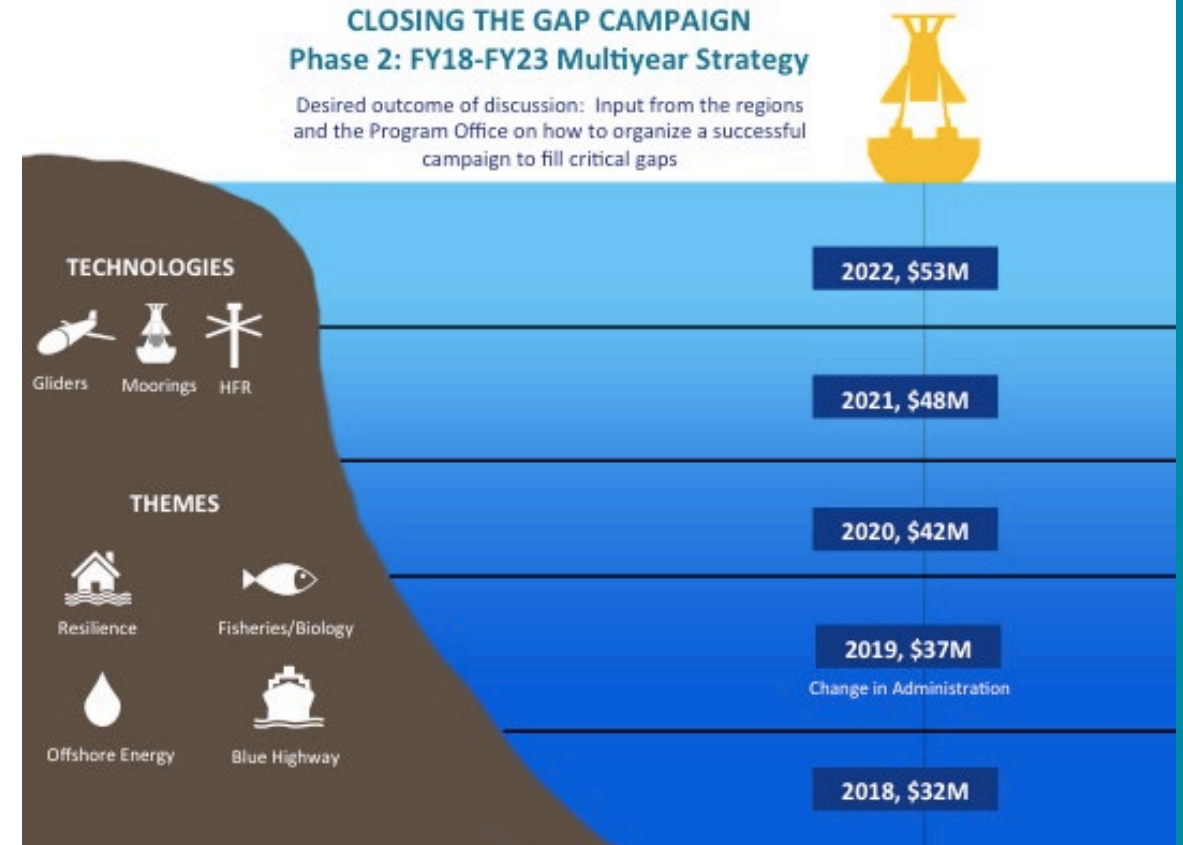 CLOSING THE GAP CAMPAIGN
Phase 2: FY18-FY23 Multiyear Strategy
Desired outcome of discussion:  Input from the regions
and the Program Office on how to organize a successful
campaign to fill critical gaps
TECHNOLOGIES
Gliders
Moorings
HFR
THEMES
Resilience
Fisheries/Biology
Offshore Energy
Blue Highway
2022, $53M
2021, $48M
2020, $42M
2019, $37M
Change in Administration
2018, $32M